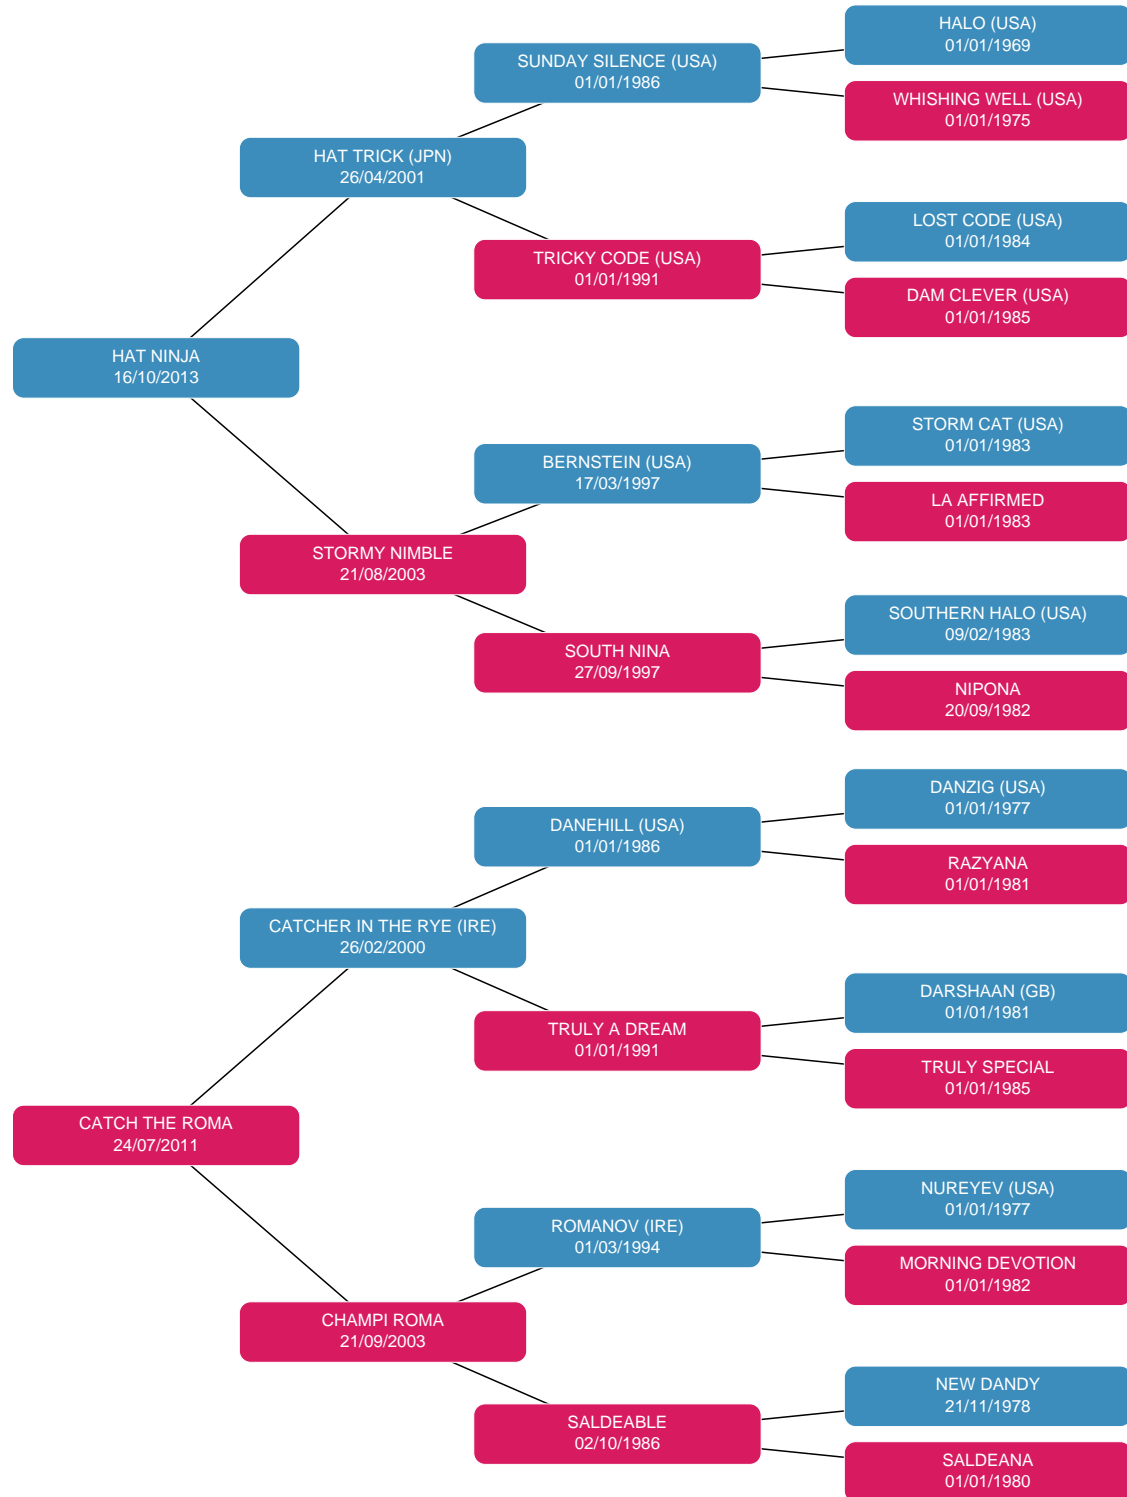 HALO (USA)
01/01/1969
SUNDAY SILENCE (USA)
01/01/1986
WHISHING WELL (USA)
01/01/1975
HAT TRICK (JPN)
26/04/2001
LOST CODE (USA)
01/01/1984
TRICKY CODE (USA)
01/01/1991
DAM CLEVER (USA)
01/01/1985
HAT NINJA
16/10/2013
STORM CAT (USA)
01/01/1983
BERNSTEIN (USA)
17/03/1997
LA AFFIRMED
01/01/1983
STORMY NIMBLE
21/08/2003
SOUTHERN HALO (USA)
09/02/1983
SOUTH NINA
27/09/1997
NIPONA
20/09/1982
DANZIG (USA)
01/01/1977
DANEHILL (USA)
01/01/1986
RAZYANA
01/01/1981
CATCHER IN THE RYE (IRE)
26/02/2000
DARSHAAN (GB)
01/01/1981
TRULY A DREAM
01/01/1991
TRULY SPECIAL
01/01/1985
CATCH THE ROMA
24/07/2011
NUREYEV (USA)
01/01/1977
ROMANOV (IRE)
01/03/1994
MORNING DEVOTION
01/01/1982
CHAMPI ROMA
21/09/2003
NEW DANDY
21/11/1978
SALDEABLE
02/10/1986
SALDEANA
01/01/1980